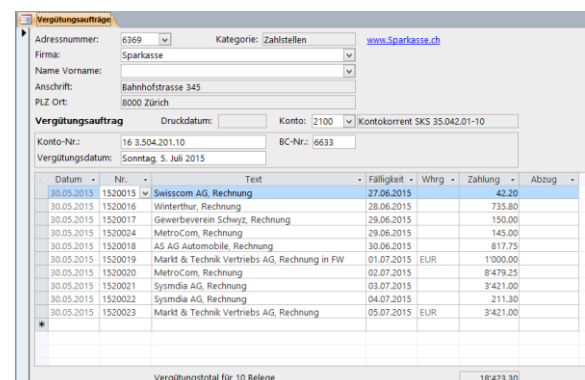 Vergütungsaufträge
Adressnummer: 6369 Kategorie: Zahlstellen www.Sparkasse.ch
Firma: Sparkasse
Name Vorname:
Anschrift: Bahnhofstrasse 345
PLZ Ort: 8000 Zürich
Vergütungsauftrag Druckdatum: Konto: 2100 Kontokorrent SKS 35.042.01-10
Konto-Nr.: 16 3.504.201.10 BC-Nr.: 6633
Vergütungsdatum: Sonntag, 5. Juli 2015
Datum Nr. Text Fälligkeit Whrg Zahlung Abzug
30.05.2015 1520015 Swisscom AG, Rechnung 27.06.2015 42.20
30.05.2015 1520016 Winterthur, Rechnung 28.06.2015 735.80
30.05.2015 1520017 Gewerbeverein Schwyz, Rechnung 29.06.2015 150.00
30.05.2015 1520024 MetroCom, Rechnung 29.06.2015 145.00
30.05.2015 1520018 AS AG Automobile, Rechnung 30.06.2015 817.75
30.05.2015 1520019 Markt & Technik Vertriebs AG, Rechnung in FW 01.07.2015 EUR 1'000.00
30.05.2015 1520020 MetroCom, Rechnung 02.07.2015 8'479.25
30.05.2015 1520021 Sysmdia AG, Rechnung 03.07.2015 3'421.00
30.05.2015 1520022 Sysmdia AG, Rechnung 04.07.2015 211.30
30.05.2015 1520023 Markt & Technik Vertriebs AG, Rechnung 05.07.2015 EUR 3'421.00
Vergütungstotal für 10 Belege 18'423.30